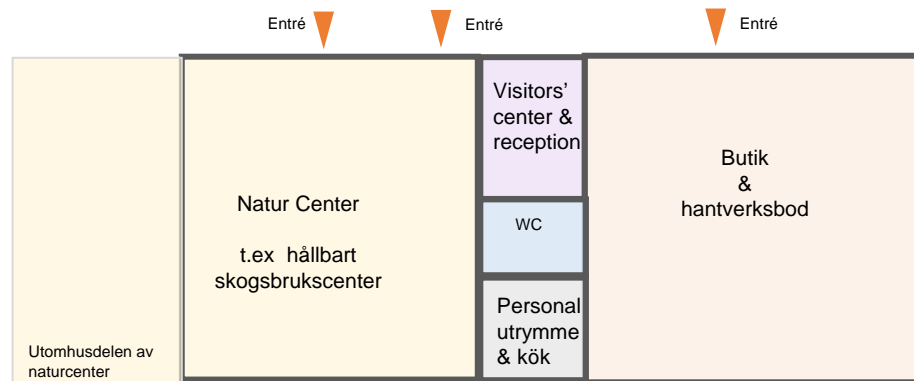 Entré
Entré
Entré
Visitors’
center &
reception
Butik
&
hantverksbod
Natur Center
t.ex hållbart
skogsbrukscenter
WC
Personal
utrymme
& kök
Utomhusdelen av
naturcenter